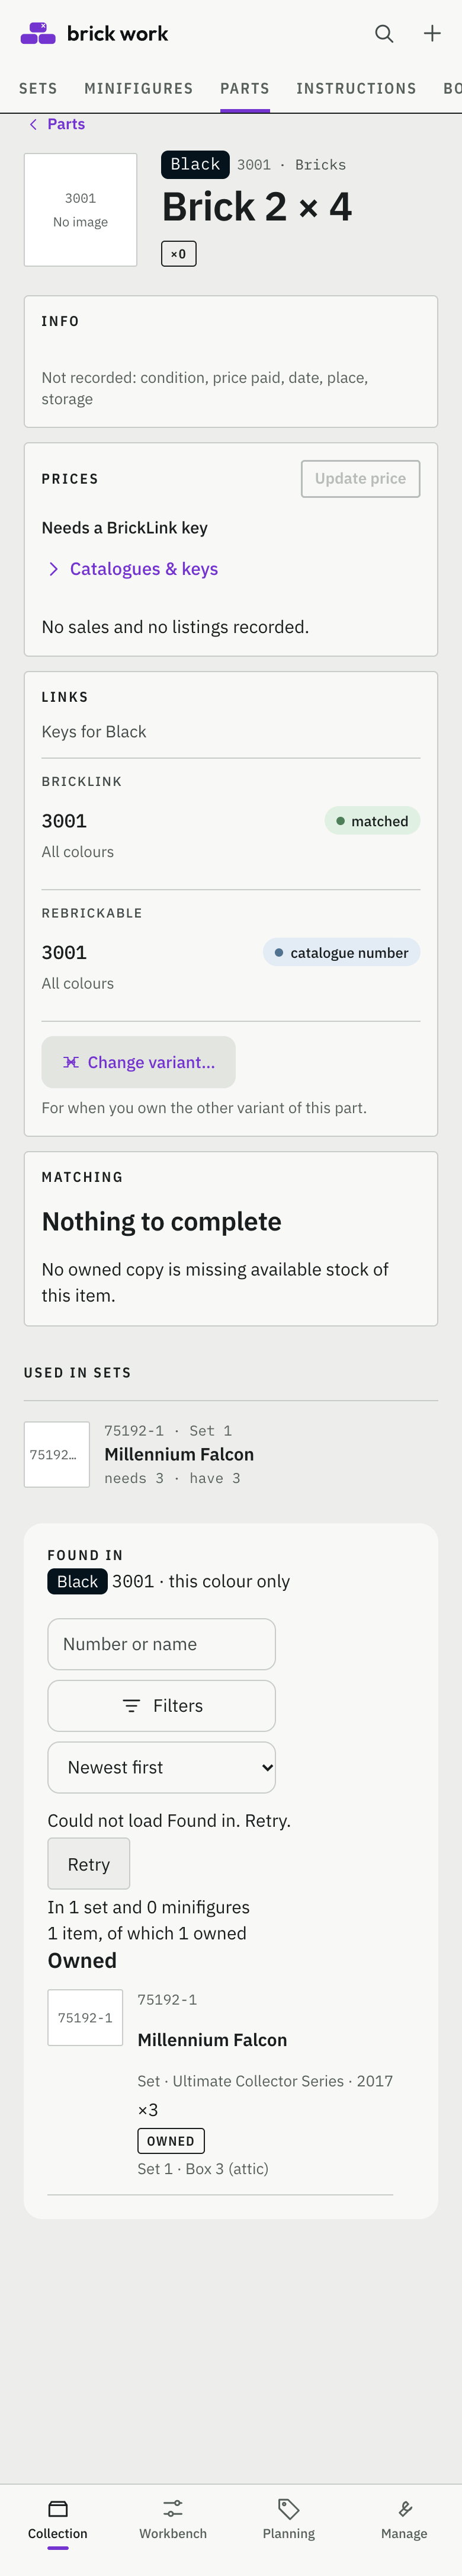 brick work
SETS MINIFIGURES PARTS INSTRUCTIONS BO
Parts
3001
No image
Black 3001 · Bricks
Brick 2 × 4
×0
INFO
Not recorded: condition, price paid, date, place,
storage
PRICES
Update price
Needs a BrickLink key
Catalogues & keys
No sales and no listings recorded.
LINKS
Keys for Black
BRICKLINK
3001
matched
All colours
REBRICKABLE
3001
catalogue number
All colours
Change variant…
For when you own the other variant of this part.
MATCHING
Nothing to complete
No owned copy is missing available stock of
this item.
USED IN SETS
75192…
75192-1 · Set 1
Millennium Falcon
needs 3 · have 3
FOUND IN
Black 3001 · this colour only
Number or name
Filters
Newest first
Could not load Found in. Retry.
Retry
In 1 set and 0 minifigures
1 item, of which 1 owned
Owned
75192-1
75192-1
Millennium Falcon
Set · Ultimate Collector Series · 2017
×3
OWNED
Set 1 · Box 3 (attic)
Collection Workbench Planning Manage